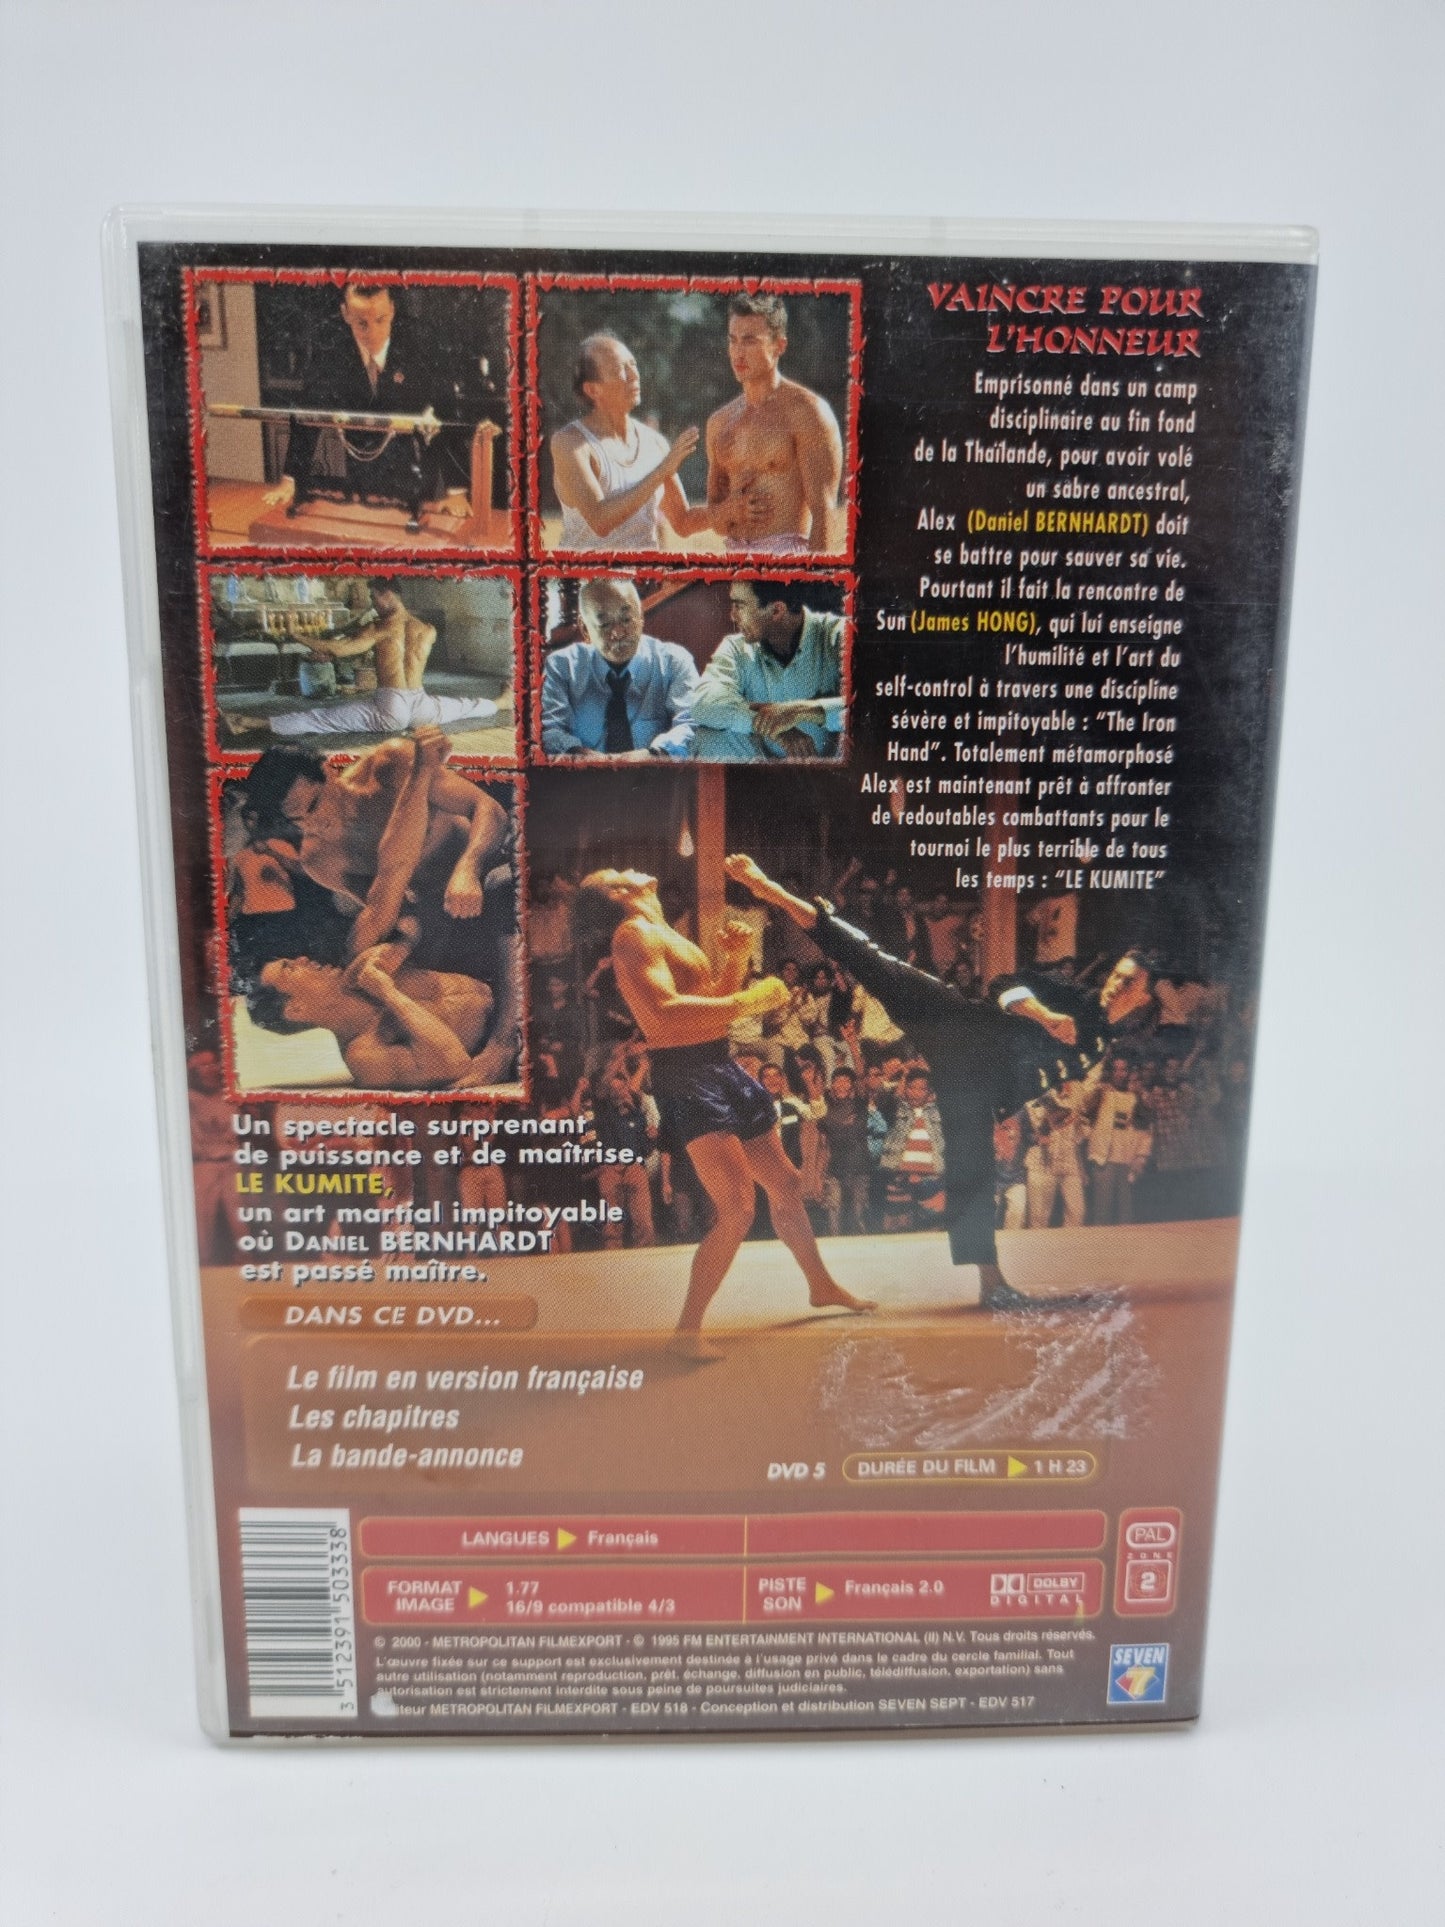 VAINCRE POUR
L'HONNEUR
Emprisonné dans un camp
disciplinaire au fin fond
de la Thaïlande, pour avoir volé
un sabre ancestral,
Alex (Daniel BERNHARDT) doit
se battre pour sauver sa vie.
Pourtant il fait la rencontre de
Sun (James HONG), qui lui enseigne
l'humilité et l'art du
self-control à travers une discipline
sévère et impitoyable : "The Iron
Hand". Totalement métamorphosé
Alex est maintenant prêt à affronter
de redoutables combattants pour le
tournoi le plus terrible de tous
les temps : "LE KUMITE"
Un spectacle surprenant
de puissance et de maîtrise.
LE KUMITE,
un art martial impitoyable
où DANIEL BERNHARDT
est passé maître.
DANS CE DVD...
Le film en version française
Les chapitres
La bande-annonce
DVD 5 DURÉE DU FILM 1 H 23
LANGUES Français
FORMAT IMAGE 1.77
16/9 compatible 4/3
PISTE SON Français 2.0
DOLBY
DIGITAL
PAL
ZONE
2
3 512391 503338
© 2000 - METROPOLITAN FILMEXPORT - © 1995 FM ENTERTAINMENT INTERNATIONAL (II) N.V. Tous droits réservés.
L'œuvre fixée sur ce support est exclusivement destinée à l'usage privé dans le cadre du cercle familial. Tout
autre utilisation (notamment reproduction, prêt, échange, diffusion en public, télédiffusion, exportation) sans
autorisation est strictement interdite sous peine de poursuites judiciaires.
METROPOLITAN FILMEXPORT - EDV 518 - Conception et distribution SEVEN SEPT - EDV 517
SEVEN
7